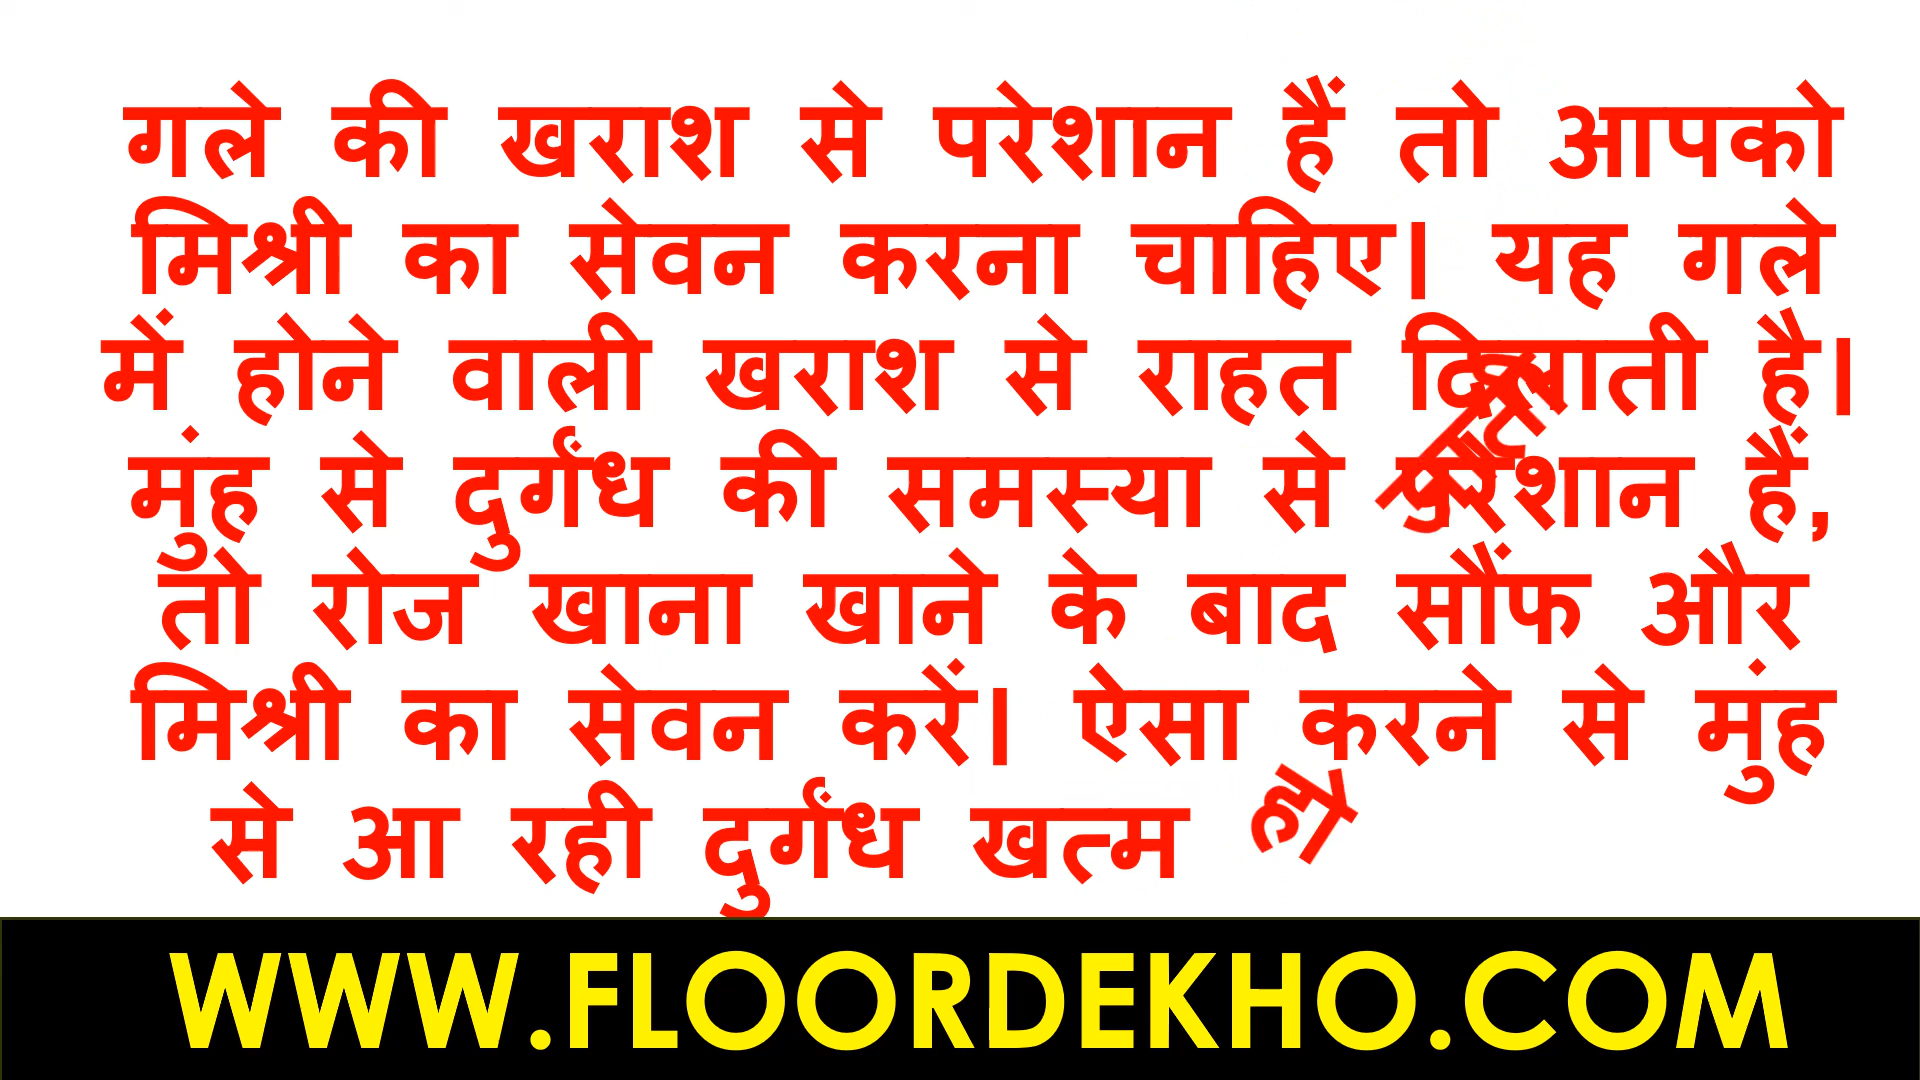 गले की खराश से परेशान हैं तो आपको
मिश्री का सेवन करना चाहिए। यह गले
में होने वाली खराश से राहत दिलाती है।
मुंह से दुर्गंध की समस्या से परेशान हैं,
तो रोज खाना खाने के बाद सौंफ और
मिश्री का सेवन करें। ऐसा करने से मुंह
से आ रही दुर्गंध खत्म हो
WWW.FLOORDEKHO.COM